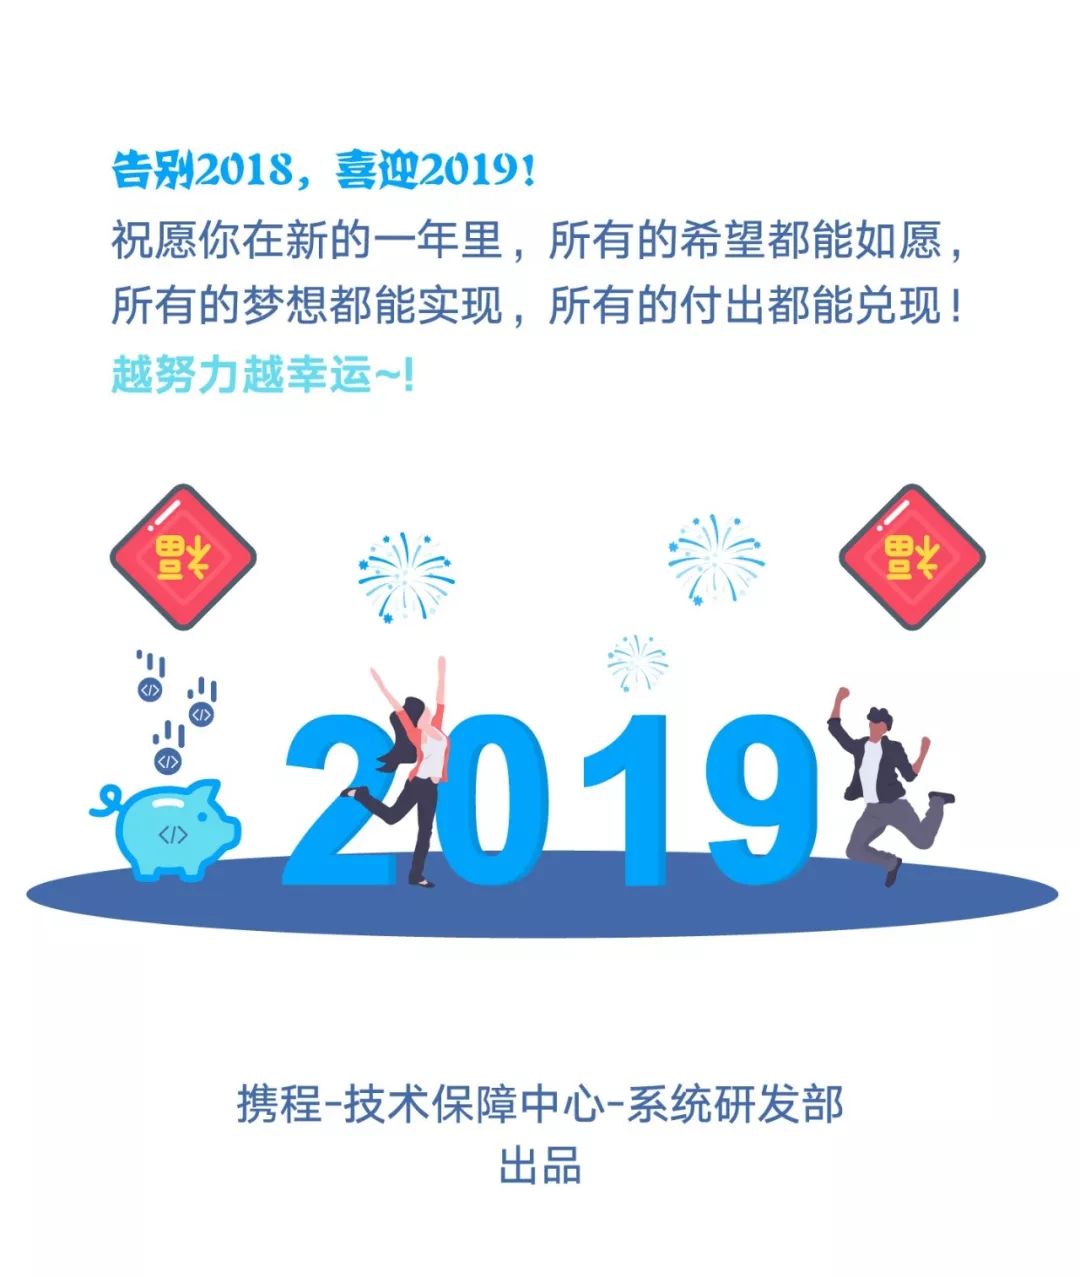 告别2018，喜迎2019！
祝愿你在新的一年里，所有的希望都能如愿，
所有的梦想都能实现，所有的付出都能兑现！
越努力越幸运~！
福
福
</>
</>
</>
</>
2019
携程-技术保障中心-系统研发部
出品